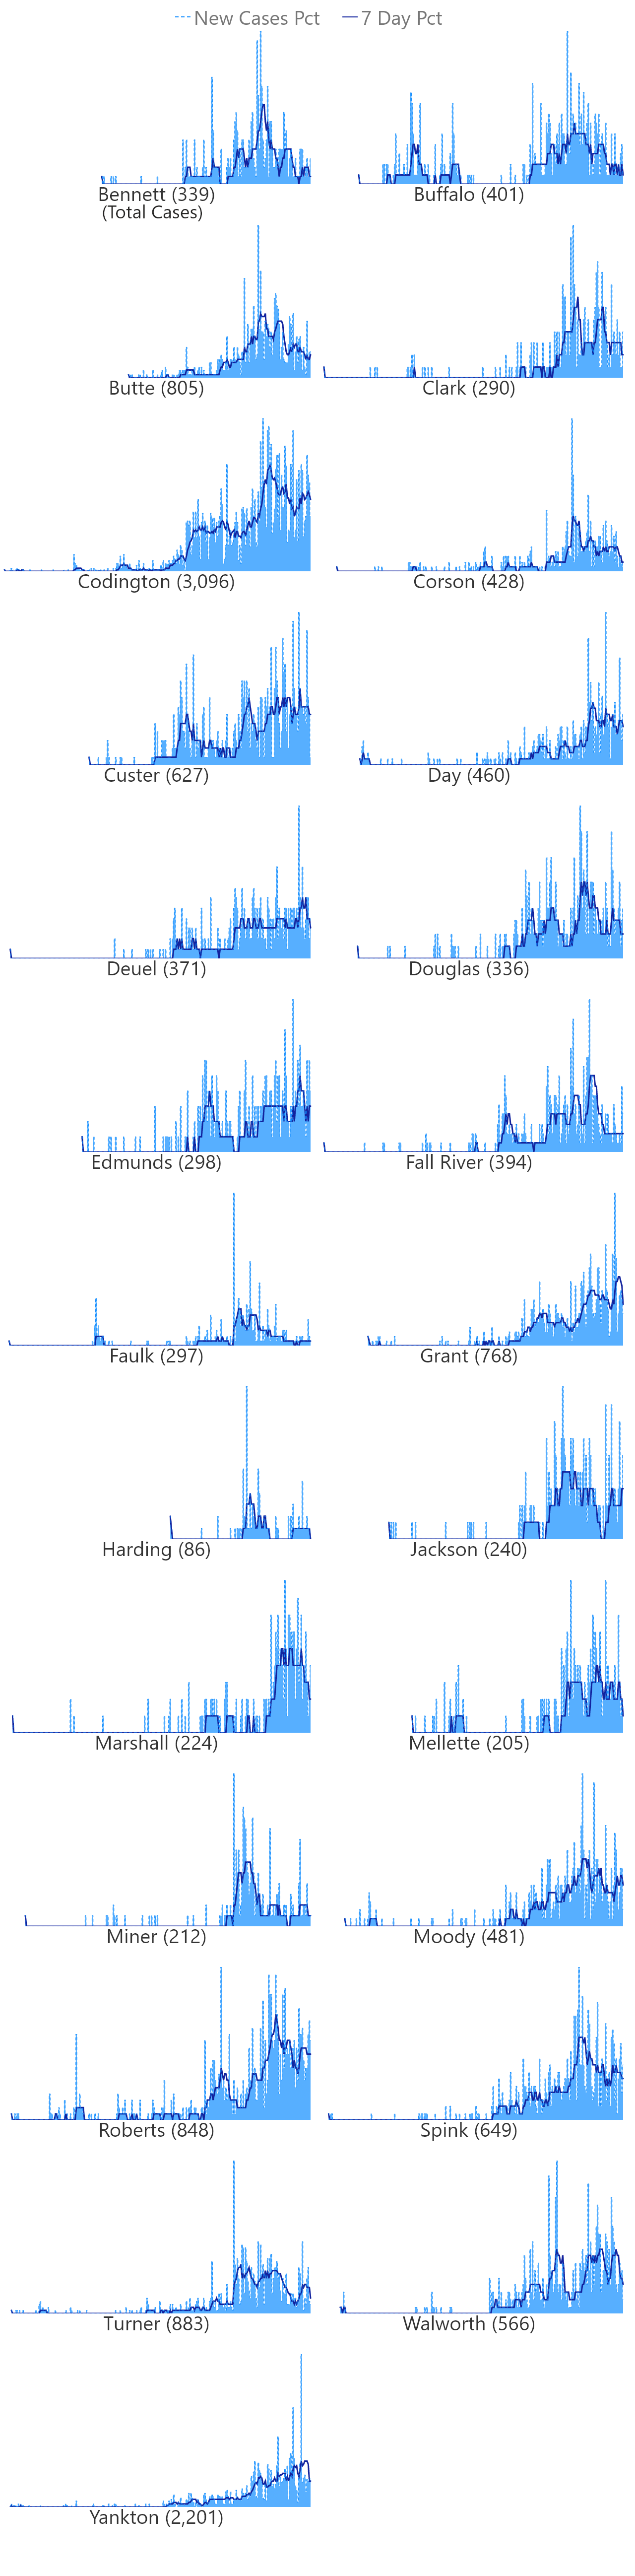 New Cases Pct 7 Day Pct
Bennett (339) Buffalo (401)
(Total Cases)
Butte (805) Clark (290)
Codington (3,096) Corson (428)
Custer (627) Day (460)
Deuel (371) Douglas (336)
Edmunds (298) Fall River (394)
Faulk (297) Grant (768)
Harding (86) Jackson (240)
Marshall (224) Mellette (205)
Miner (212) Moody (481)
Roberts (848) Spink (649)
Turner (883) Walworth (566)
Yankton (2,201)